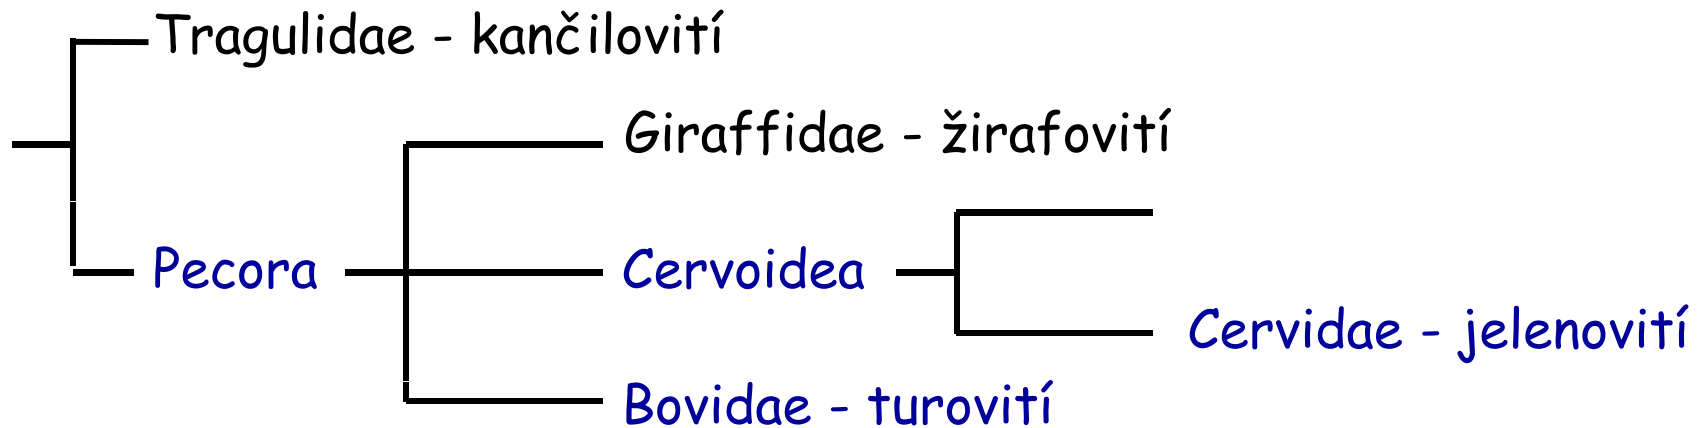 Tragulidae - kančilovití
Giraffidae - žirafovití
Pecora
Cervoidea
Cervidae - jelenovití
Bovidae - turovití